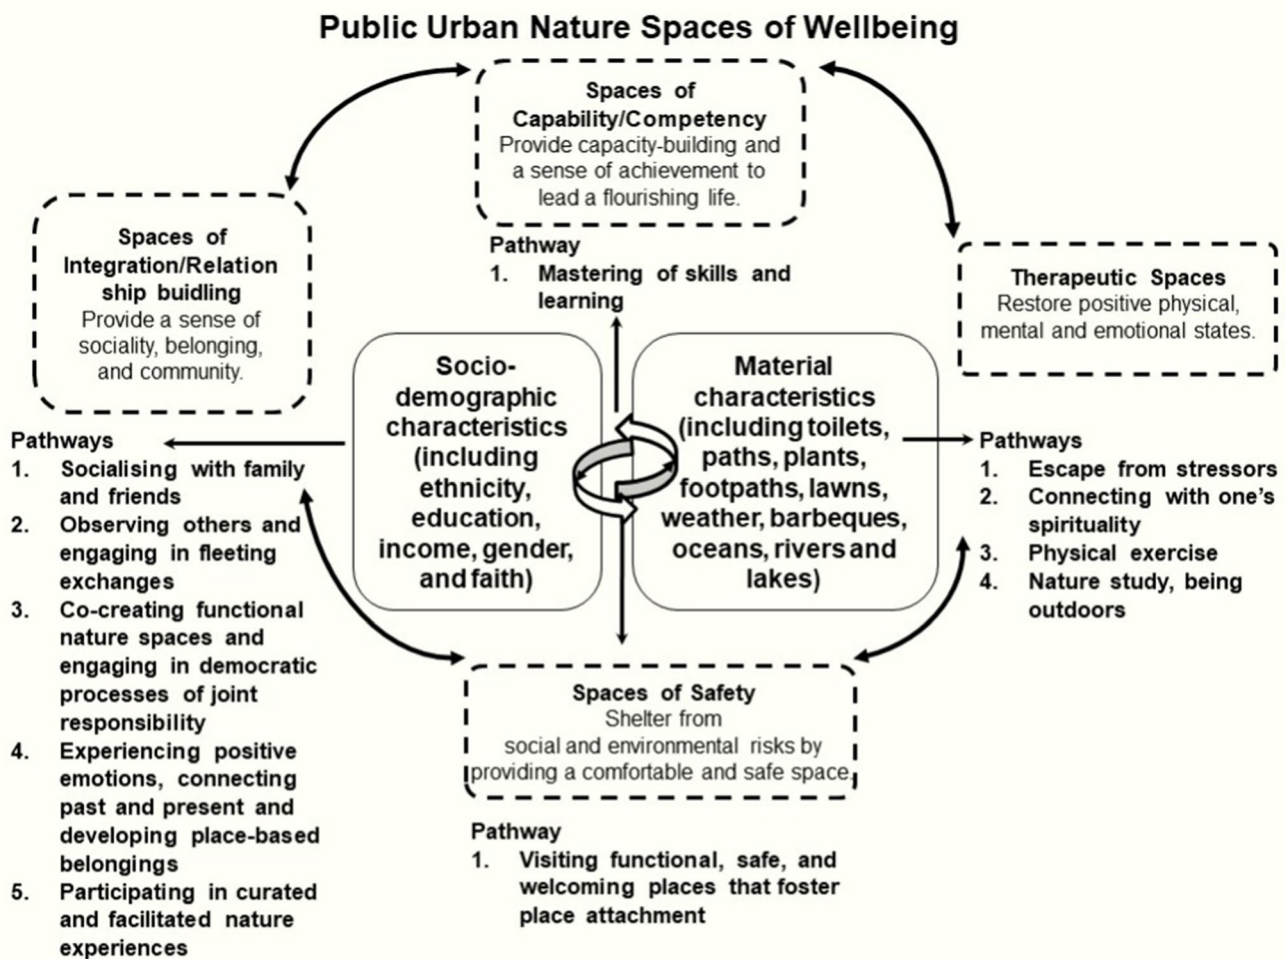 Public Urban Nature Spaces of Wellbeing
Spaces of
Capability/Competency
Provide capacity-building and
a sense of achievement to
lead a flourishing life.
Pathway
1. Mastering of skills and
learning
Spaces of
Integration/Relation
ship buidling
Provide a sense of
sociality, belonging,
and community.
Therapeutic Spaces
Restore positive physical,
mental and emotional states.
Socio-
demographic
characteristics
(including
ethnicity,
education,
income, gender,
and faith)
Material
characteristics
(including toilets,
paths, plants,
footpaths, lawns,
weather, barbeques,
oceans, rivers and
lakes)
Pathways
1. Socialising with family
and friends
2. Observing others and
engaging in fleeting
exchanges
3. Co-creating functional
nature spaces and
engaging in democratic
processes of joint
responsibility
4. Experiencing positive
emotions, connecting
past and present and
developing place-based
belongings
5. Participating in curated
and facilitated nature
experiences
Pathways
1. Escape from stressors
2. Connecting with one's
spirituality
3. Physical exercise
4. Nature study, being
outdoors
Spaces of Safety
Shelter from
social and environmental risks by
providing a comfortable and safe space.
Pathway
1. Visiting functional, safe, and
welcoming places that foster
place attachment